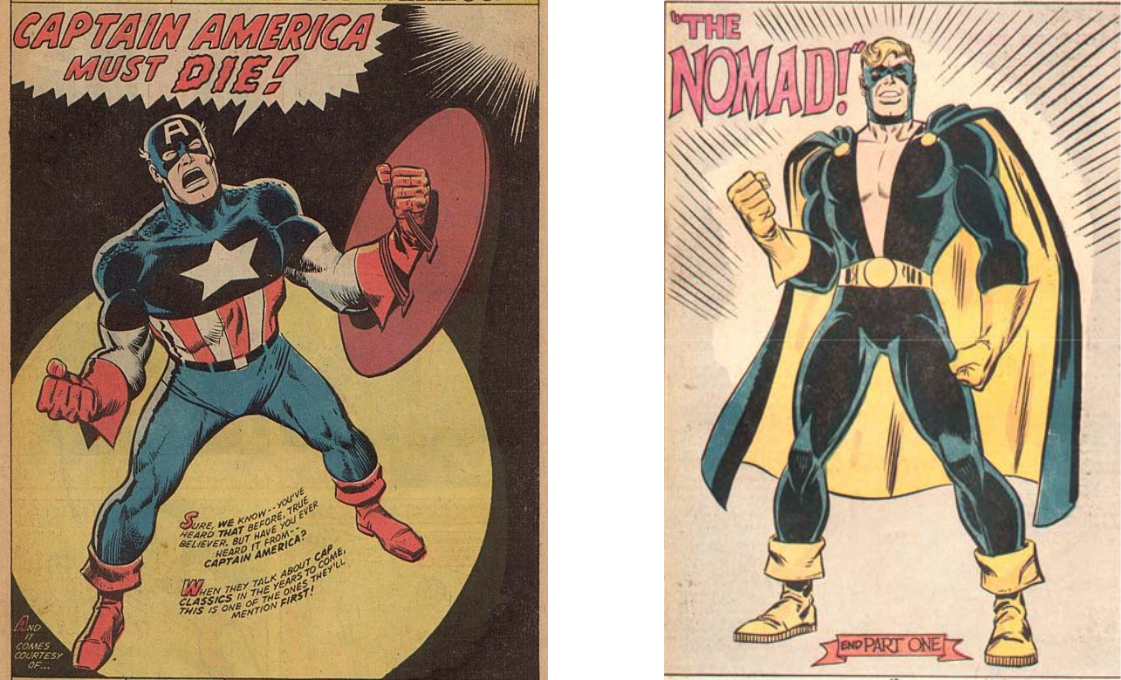 CAPTAIN AMERICA
MUST DIE!
A
SURE, WE KNOW--YOU'VE
HEARD THAT BEFORE, TRUE
BELIEVER. BUT HAVE YOU EVER
HEARD IT FROM--
CAPTAIN AMERICA?
WHEN THEY TALK ABOUT CAP
CLASSICS IN THE YEARS TO COME,
THIS IS ONE OF THE ONES THEY'LL
MENTION FIRST!
AND
IT
COMES
COURTESY
OF...
"THE
NOMAD!"
END PART ONE